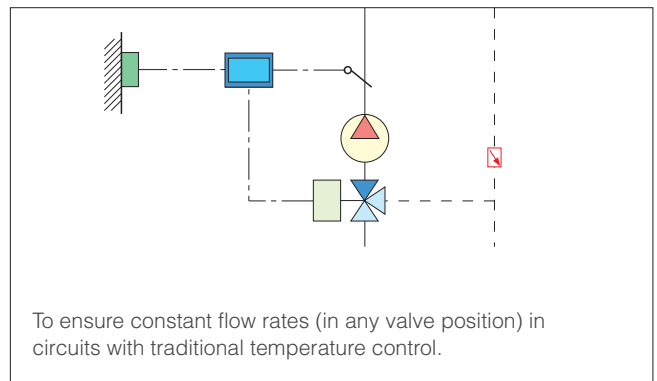 To ensure constant flow rates (in any valve position) in
circuits with traditional temperature control.